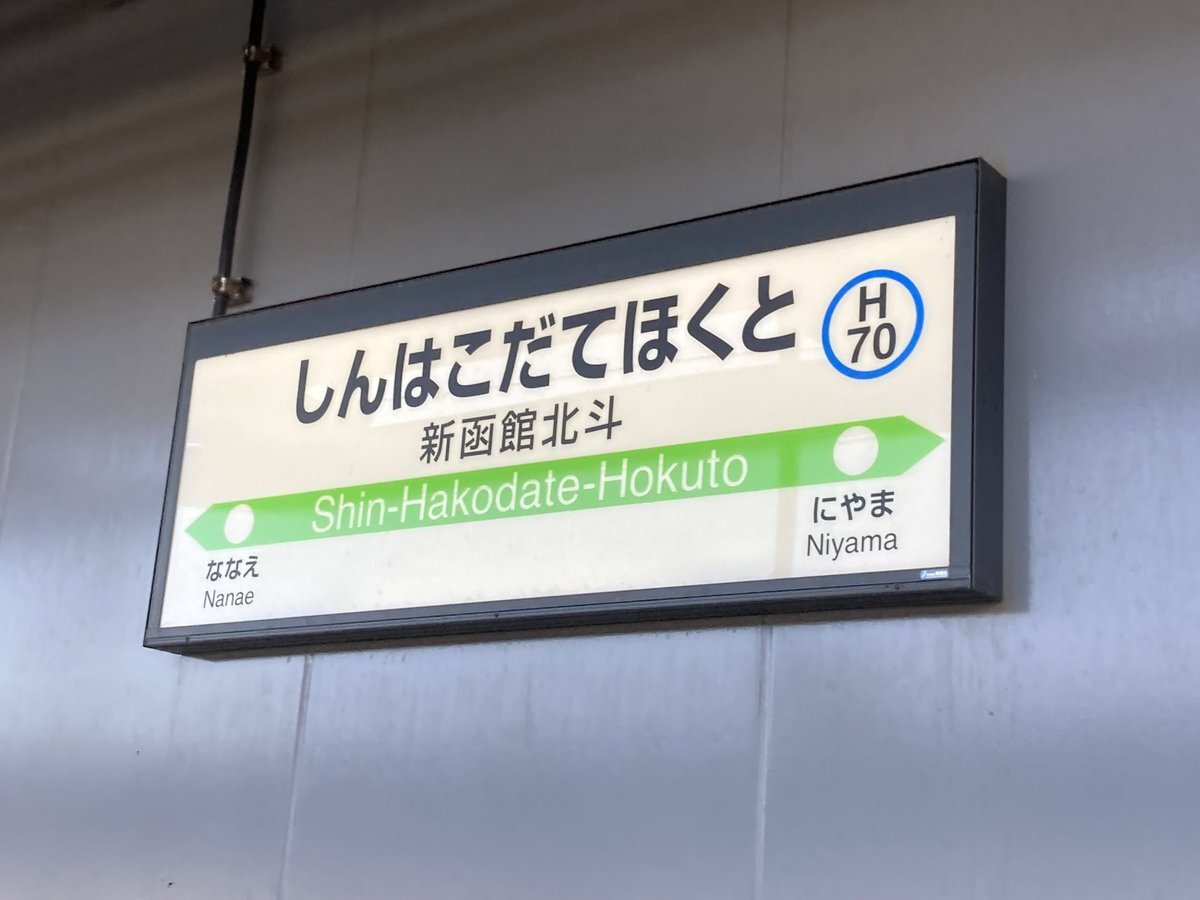 しんはこだてほくと
H
70
新函館北斗
Shin-Hakodate-Hokuto
ななえ
Nanae
にやま
Niyama